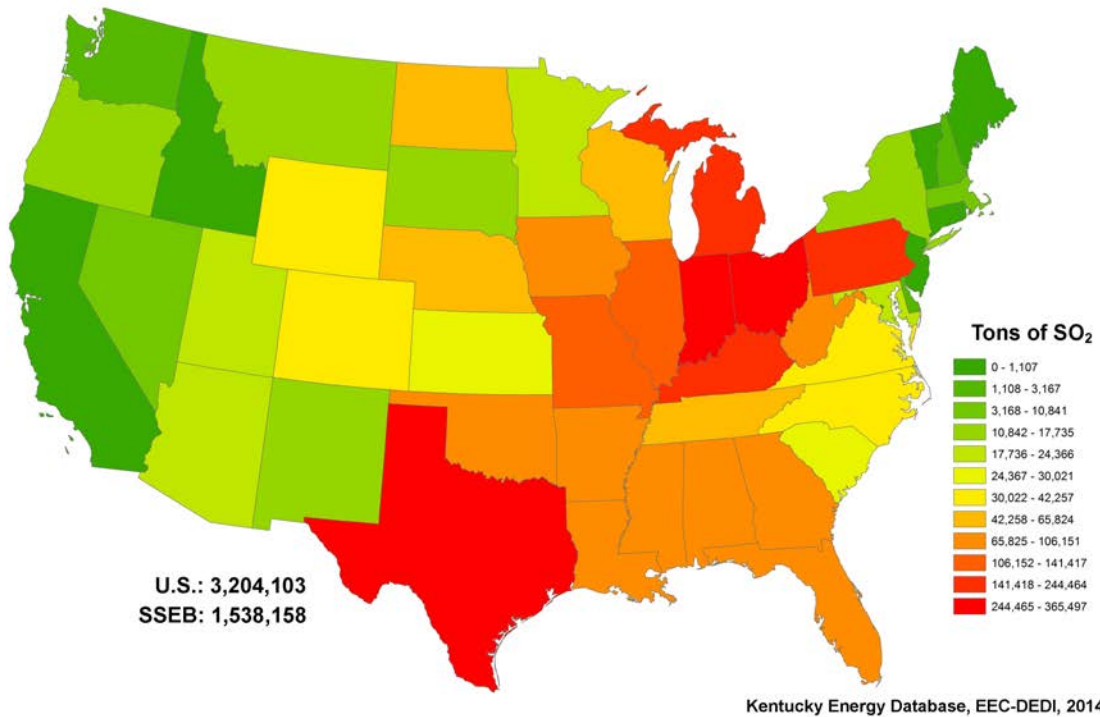 U.S.: 3,204,103
SSEB: 1,538,158
Tons of SO₂
0 - 1,107
1,108 - 3,167
3,168 - 10,841
10,842 - 17,735
17,736 - 24,366
24,367 - 30,021
30,022 - 42,257
42,258 - 65,824
65,825 - 106,151
106,152 - 141,417
141,418 - 244,464
244,465 - 365,497
Kentucky Energy Database, EEC-DEDI, 2014